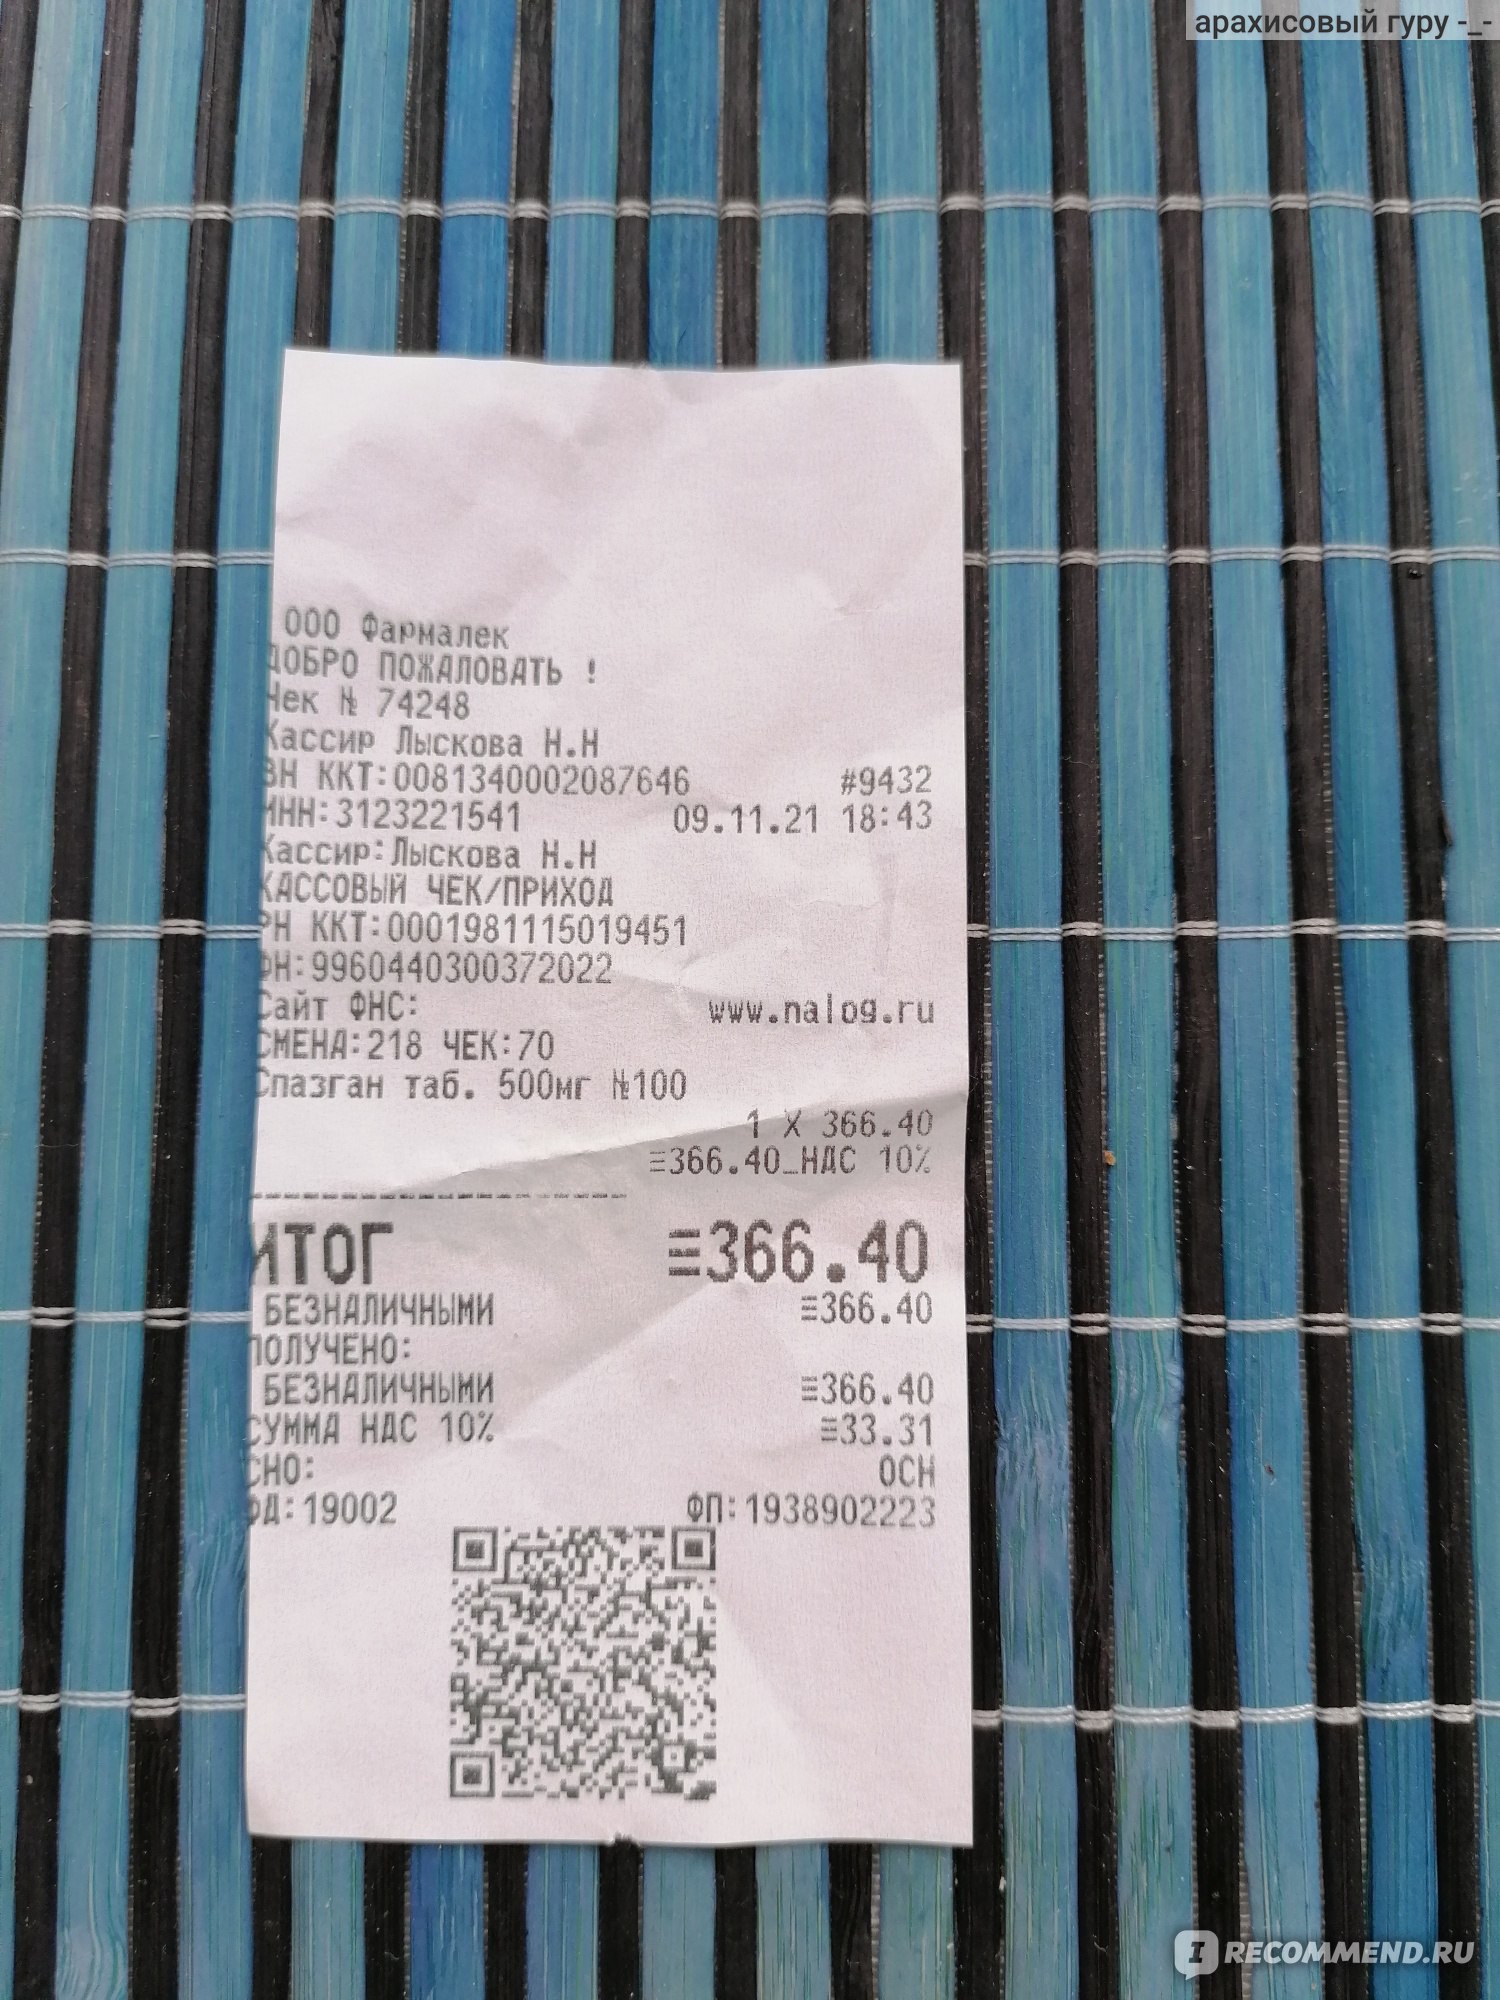 арахисовый гуру -_-
ООО Фармалек
ДОБРО ПОЖАЛОВАТЬ !
Чек № 74248
Кассир Лыскова Н.Н
ЗН ККТ:0081340002087646 #9432
ИНН:3123221541 09.11.21 18:43
Кассир:Лыскова Н.Н
КАССОВЫЙ ЧЕК/ПРИХОД
РН ККТ:0001981115019451
ФН:9960440300372022
Сайт ФНС: www.nalog.ru
СМЕНА:218 ЧЕК:70
Спазган таб. 500мг №100
1 X 366.40
≡366.40_НДС 10%
ИТОГ ≡366.40
БЕЗНАЛИЧНЫМИ ≡366.40
ПОЛУЧЕНО:
БЕЗНАЛИЧНЫМИ ≡366.40
СУММА НДС 10% ≡33.31
СНО: ОСН
ФД:19002 ФП:1938902223
IRECOMMEND.RU